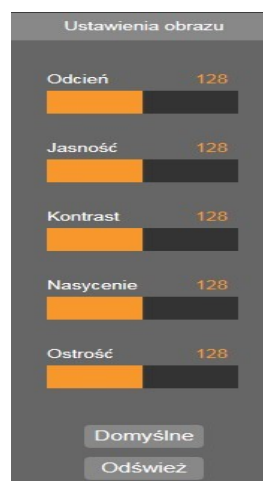 Ustawienia obrazu
Odcień 128
Jasność 128
Kontrast 128
Nasycenie 128
Ostrość 128
Domyślne
Odśwież